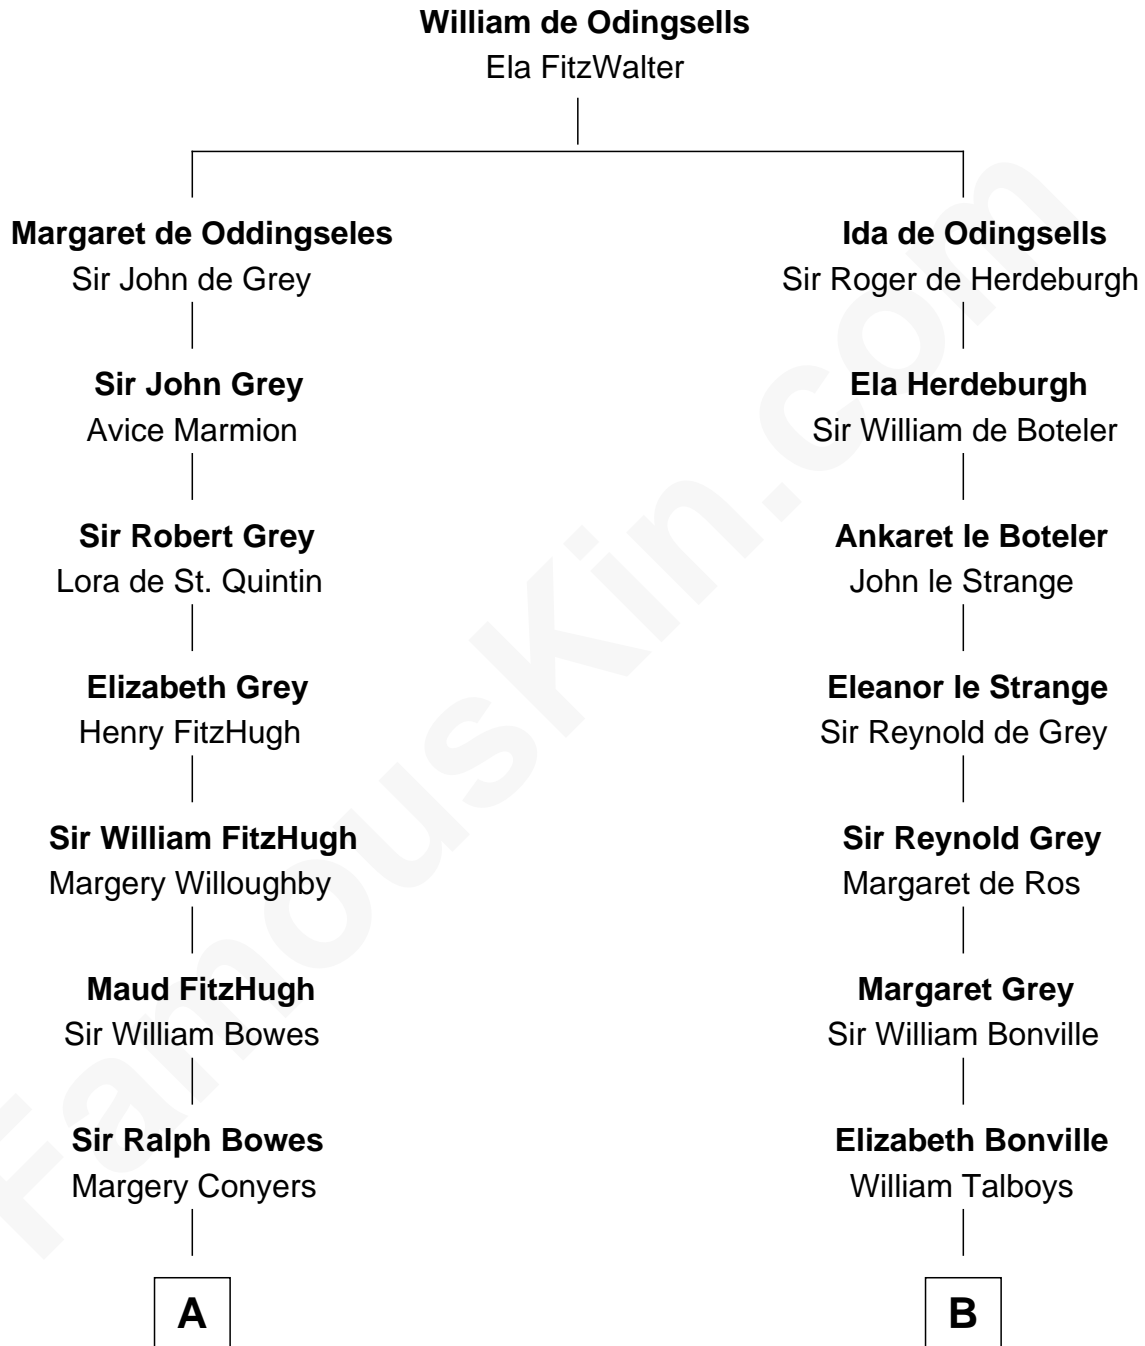 William de Odingsells
Ela FitzWalter
Margaret de Oddingseles
Sir John de Grey
Sir John Grey
Avice Marmion
Sir Robert Grey
Lora de St. Quintin
Elizabeth Grey
Henry FitzHugh
Sir William FitzHugh
Margery Willoughby
Maud FitzHugh
Sir William Bowes
Sir Ralph Bowes
Margery Conyers
A
Ida de Odingsells
Sir Roger de Herdeburgh
Ela Herdeburgh
Sir William de Boteler
Ankaret le Boteler
John le Strange
Eleanor le Strange
Sir Reynold de Grey
Sir Reynold Grey
Margaret de Ros
Margaret Grey
Sir William Bonville
Elizabeth Bonville
William Talboys
B
FamousKin.com